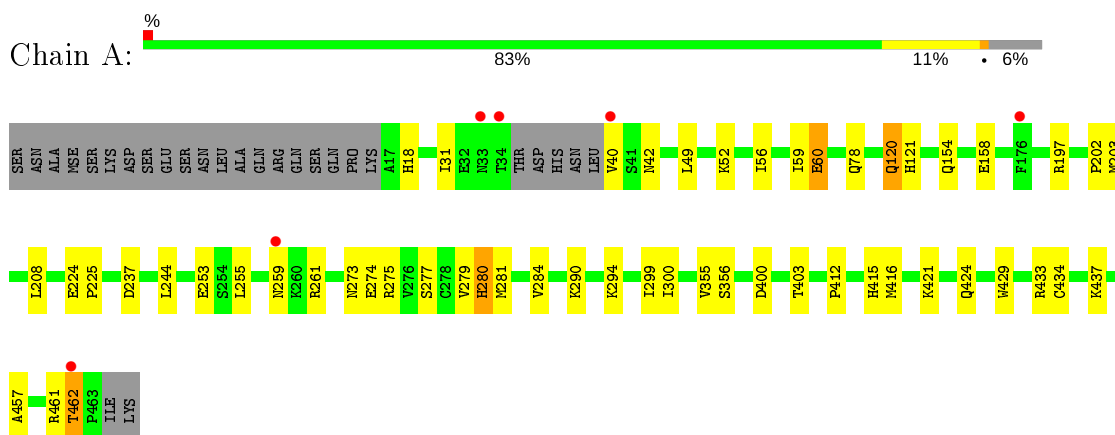 %
Chain A:
83% 11% • 6%
SER ASN ALA MSE SER LYS ASP SER GLU SER ASN LEU ALA GLN ARG GLN SER GLN PRO LYS A17 H18 I31 E32 N33 T34 THR ASP HIS ASN LEU V40 S41 N42 L49 K52 I56 I59 E60 Q78 Q120 H121 Q154 E158 F176 R197 P202
L208 E224 P225 D237 L244 E253 S254 L255 N259 K260 R261 N273 E274 R275 V276 S277 C278 V279 H280 M281 V284 K290 K294 I299 I300 V355 S356 D400 T403 P412 H415 M416 K421 Q424 W429 R433 C434 K437
A457 R461 T462 P463 ILE LYS